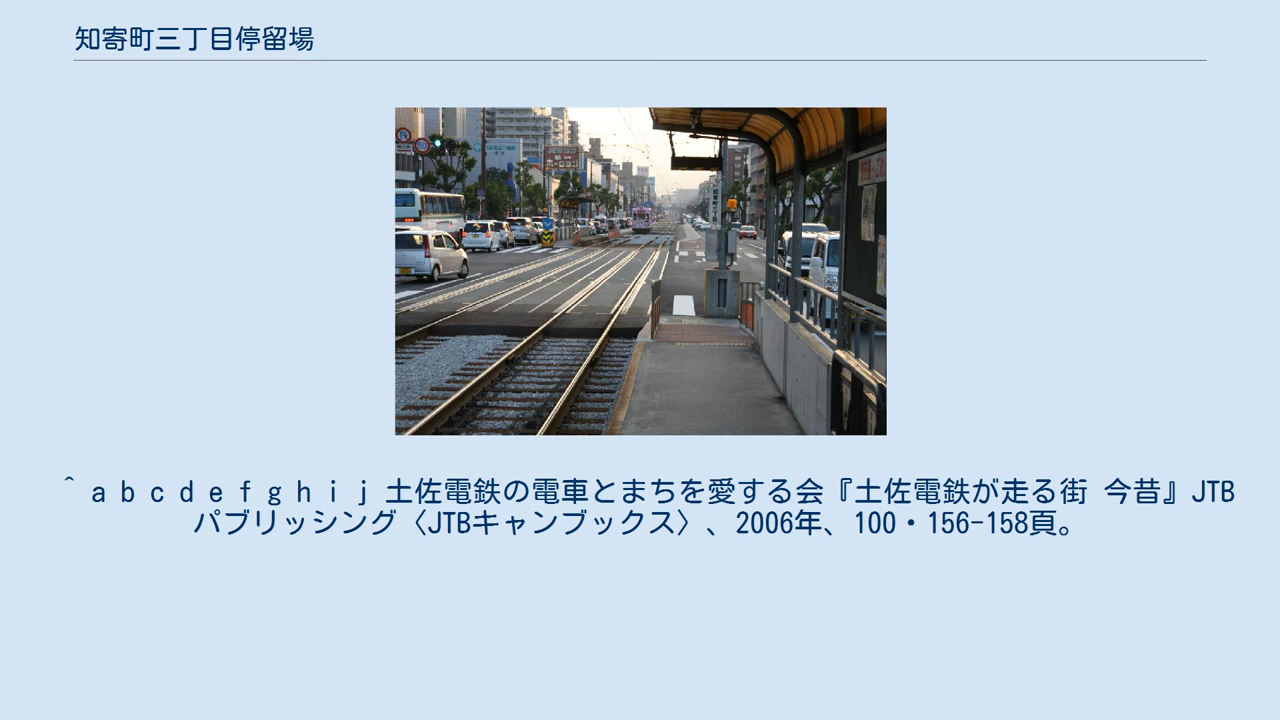 知寄町三丁目停留場
^ a b c d e f g h i j 土佐電鉄の電車とまちを愛する会『土佐電鉄が走る街 今昔』JTB
パブリッシング〈JTBキャンブックス〉、2006年、100・156-158頁。